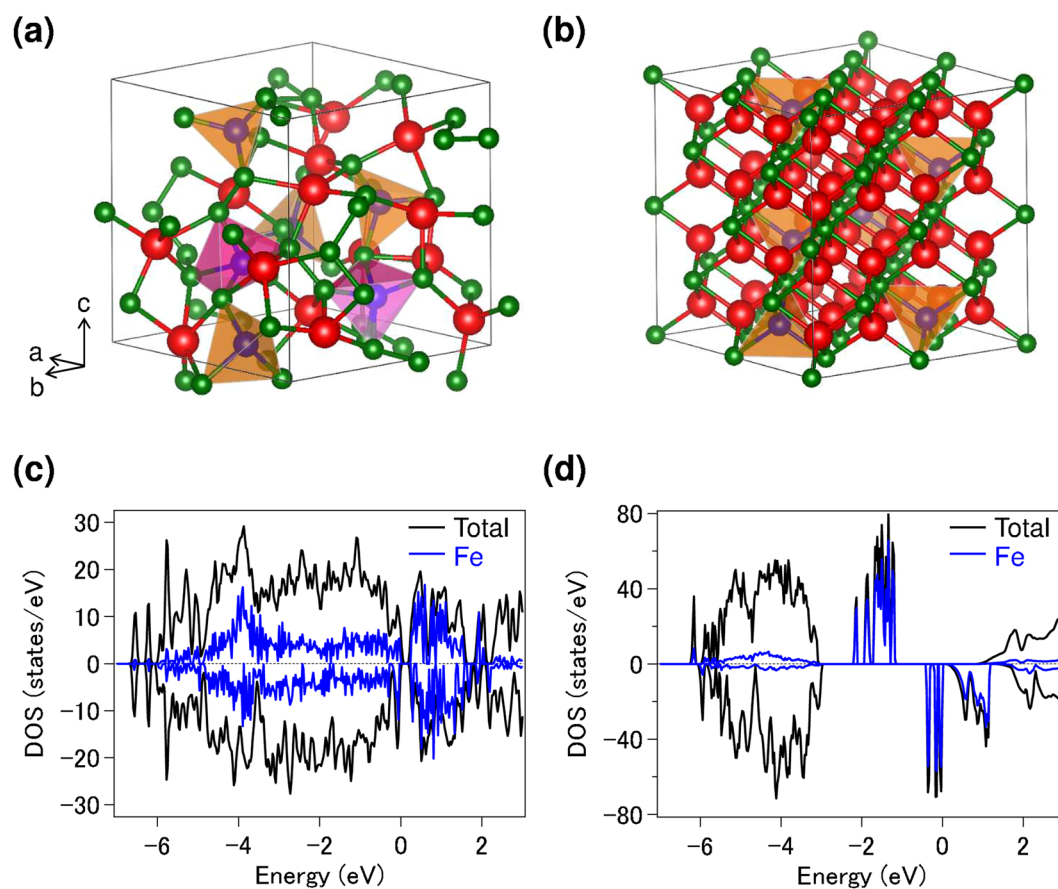 (a)
(b)
c
a
b
(c)
(d)
30
20
10
0
−10
−20
−30
DOS (states/eV)
Total
Fe
−6
−4
−2
0
2
Energy (eV)
80
40
0
−40
−80
DOS (states/eV)
Total
Fe
−6
−4
−2
0
2
Energy (eV)